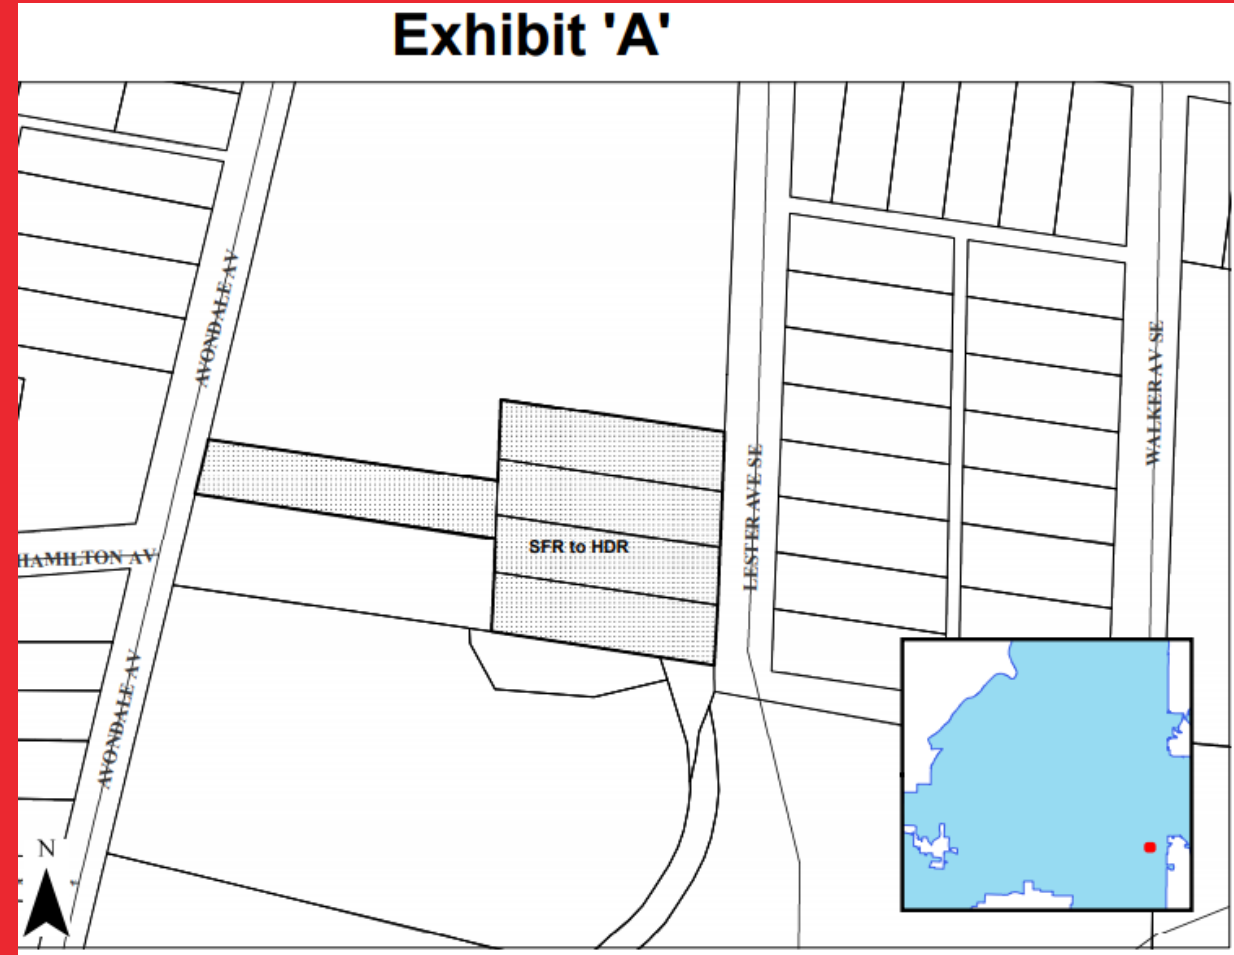 Exhibit 'A'
AVONDALE AV
WALKER AV SE
LESTER AVE SE
SFR to HDR
HAMILTON AV
AVONDALE AV
N